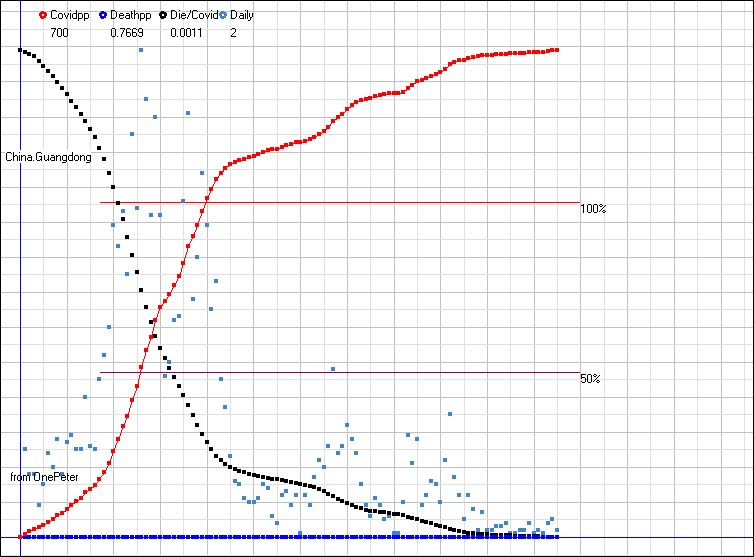 Covidpp Deathpp Die/Covid Daily
700 0.7669 0.0011 2
China.Guangdong
100%
50%
from OnePeter